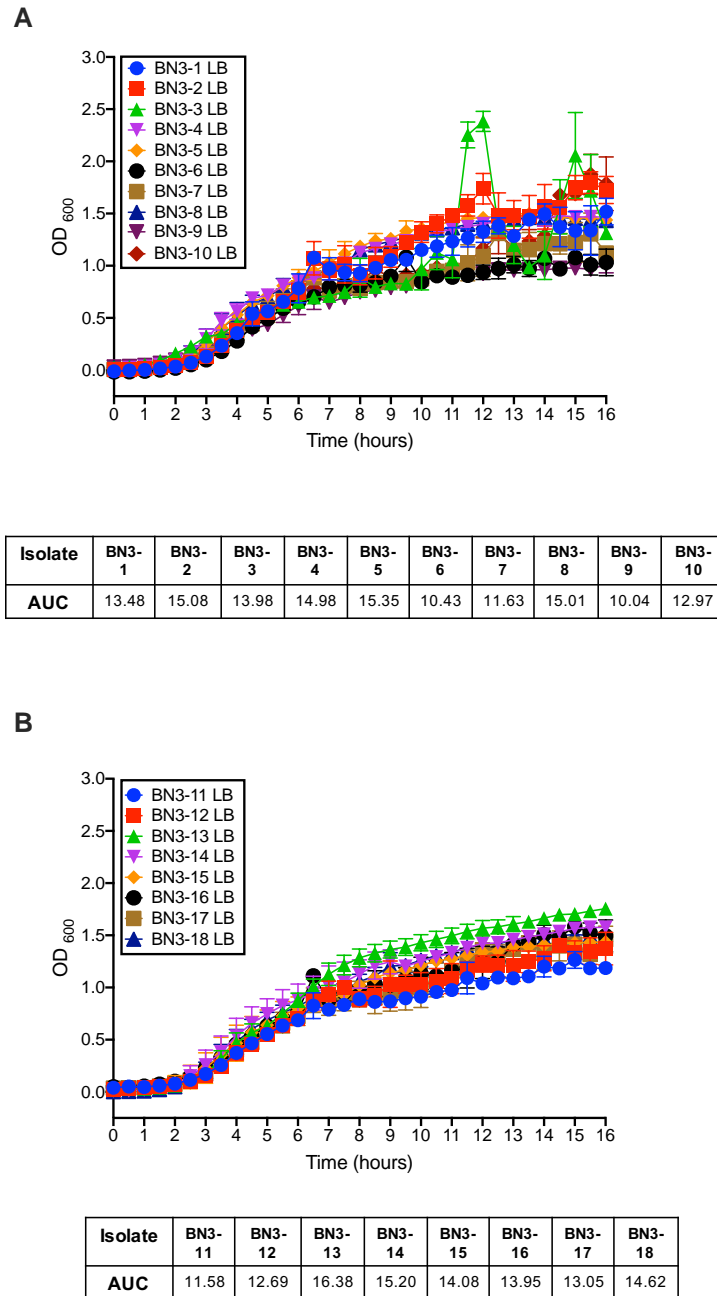 A
3.0
2.5
2.0
1.5
1.0
0.5
0.0
OD 600
BN3-1 LB
BN3-2 LB
BN3-3 LB
BN3-4 LB
BN3-5 LB
BN3-6 LB
BN3-7 LB
BN3-8 LB
BN3-9 LB
BN3-10 LB
0 1 2 3 4 5 6 7 8 9 10 11 12 13 14 15 16
Time (hours)
Isolate BN3-1 BN3-2 BN3-3 BN3-4 BN3-5 BN3-6 BN3-7 BN3-8 BN3-9 BN3-10
AUC 13.48 15.08 13.98 14.98 15.35 10.43 11.63 15.01 10.04 12.97
B
3.0
2.5
2.0
1.5
1.0
0.5
0.0
OD 600
BN3-11 LB
BN3-12 LB
BN3-13 LB
BN3-14 LB
BN3-15 LB
BN3-16 LB
BN3-17 LB
BN3-18 LB
0 1 2 3 4 5 6 7 8 9 10 11 12 13 14 15 16
Time (hours)
Isolate BN3-11 BN3-12 BN3-13 BN3-14 BN3-15 BN3-16 BN3-17 BN3-18
AUC 11.58 12.69 16.38 15.20 14.08 13.95 13.05 14.62